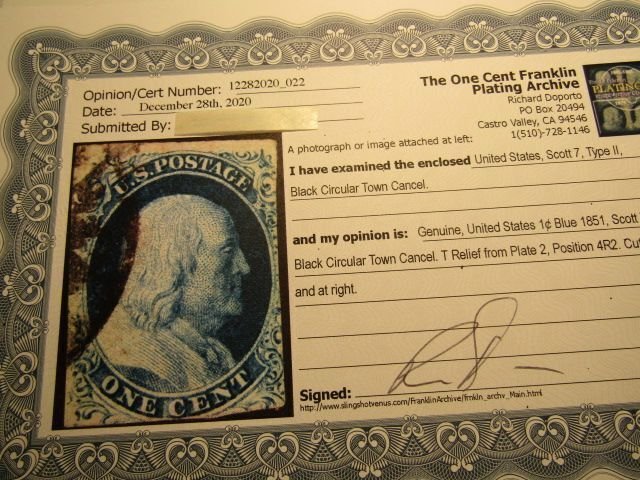 Opinion/Cert Number: 12282020_022
Date: December 28th, 2020
Submitted By:
The One Cent Franklin
Plating Archive
Richard Doporto
PO Box 20494
Castro Valley, CA 94546
1(510)-728-1146
PLATING
A photograph or image attached at left:
I have examined the enclosed United States, Scott 7, Type II,
Black Circular Town Cancel.
and my opinion is: Genuine, United States 1¢ Blue 1851, Scott
Black Circular Town Cancel. T Relief from Plate 2, Position 4R2. Cu
and at right.
Signed:
http://www.slingshotvenus.com/FranklinArchive/frnkln_archv_Main.html
U.S. POSTAGE
ONE CENT